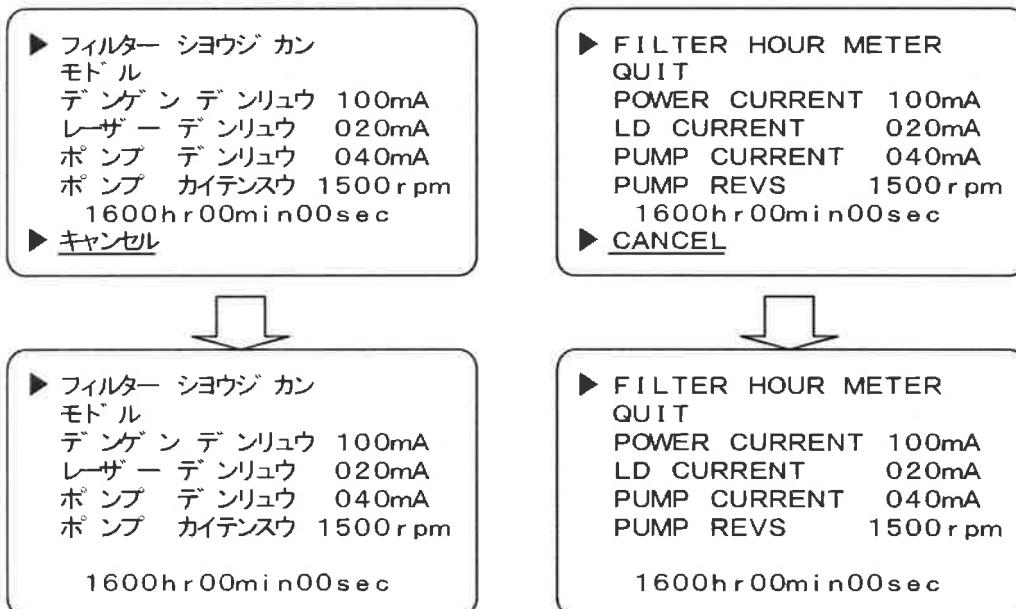 ▶ フィルター シヨウジカン
モドル
デンゲンデンリュウ 100mA
レーザーデンリュウ 020mA
ポンプ デンリュウ 040mA
ポンプ カイテンスウ 1500rpm
1600hr00min00sec
▶ キャンセル
▶ FILTER HOUR METER
QUIT
POWER CURRENT 100mA
LD CURRENT 020mA
PUMP CURRENT 040mA
PUMP REVS 1500rpm
1600hr00min00sec
▶ CANCEL
▶ フィルター シヨウジカン
モドル
デンゲンデンリュウ 100mA
レーザーデンリュウ 020mA
ポンプ デンリュウ 040mA
ポンプ カイテンスウ 1500rpm
1600hr00min00sec
▶ FILTER HOUR METER
QUIT
POWER CURRENT 100mA
LD CURRENT 020mA
PUMP CURRENT 040mA
PUMP REVS 1500rpm
1600hr00min00sec